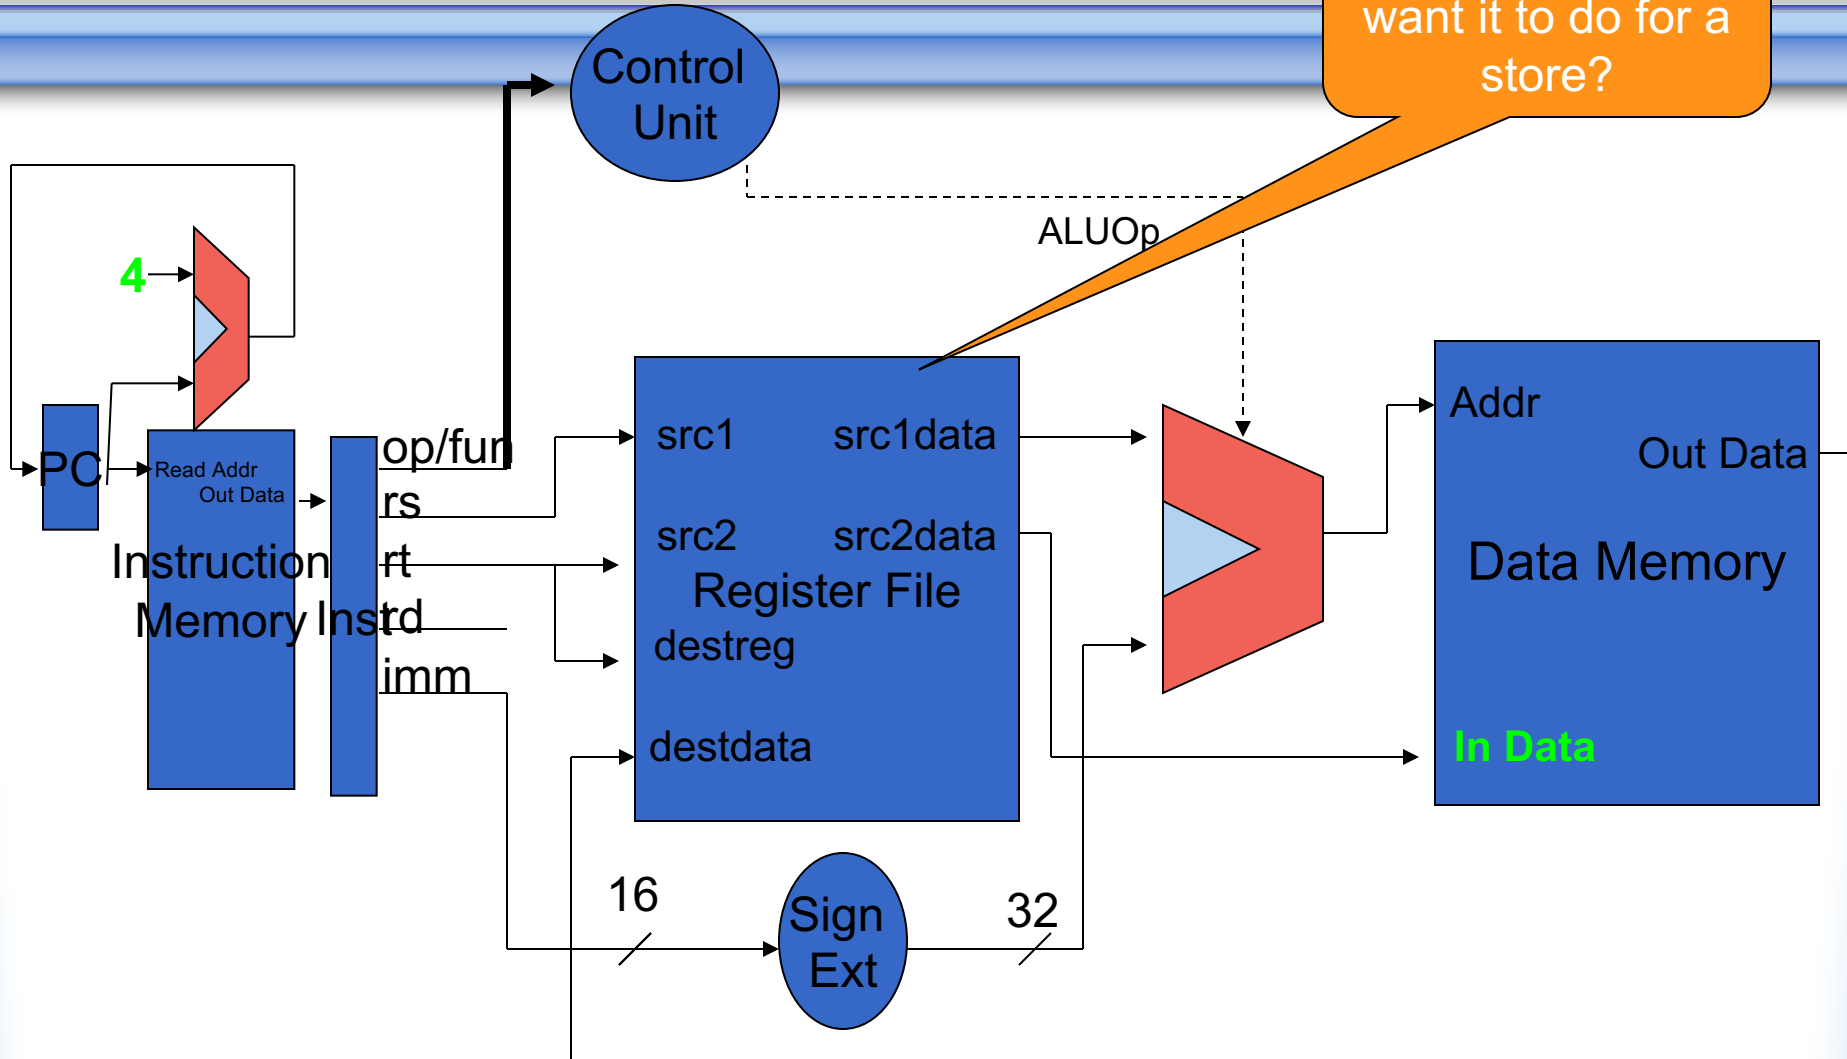 want it to do for a
store?
Control
Unit
ALUOp
4
PC
Read Addr
Out Data
Instruction
Memory
Instrd
op/fun
rs
rt
imm
src1
src1data
src2
src2data
Register File
destreg
destdata
Addr
Out Data
Data Memory
In Data
16
Sign
Ext
32